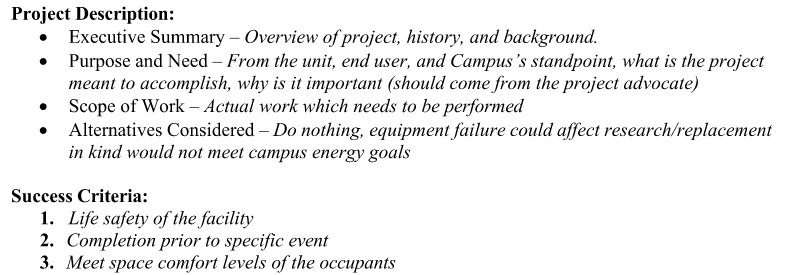 Project Description:
• Executive Summary – Overview of project, history, and background.
• Purpose and Need – From the unit, end user, and Campus's standpoint, what is the project
meant to accomplish, why is it important (should come from the project advocate)
• Scope of Work – Actual work which needs to be performed
• Alternatives Considered – Do nothing, equipment failure could affect research/replacement
in kind would not meet campus energy goals
Success Criteria:
1. Life safety of the facility
2. Completion prior to specific event
3. Meet space comfort levels of the occupants